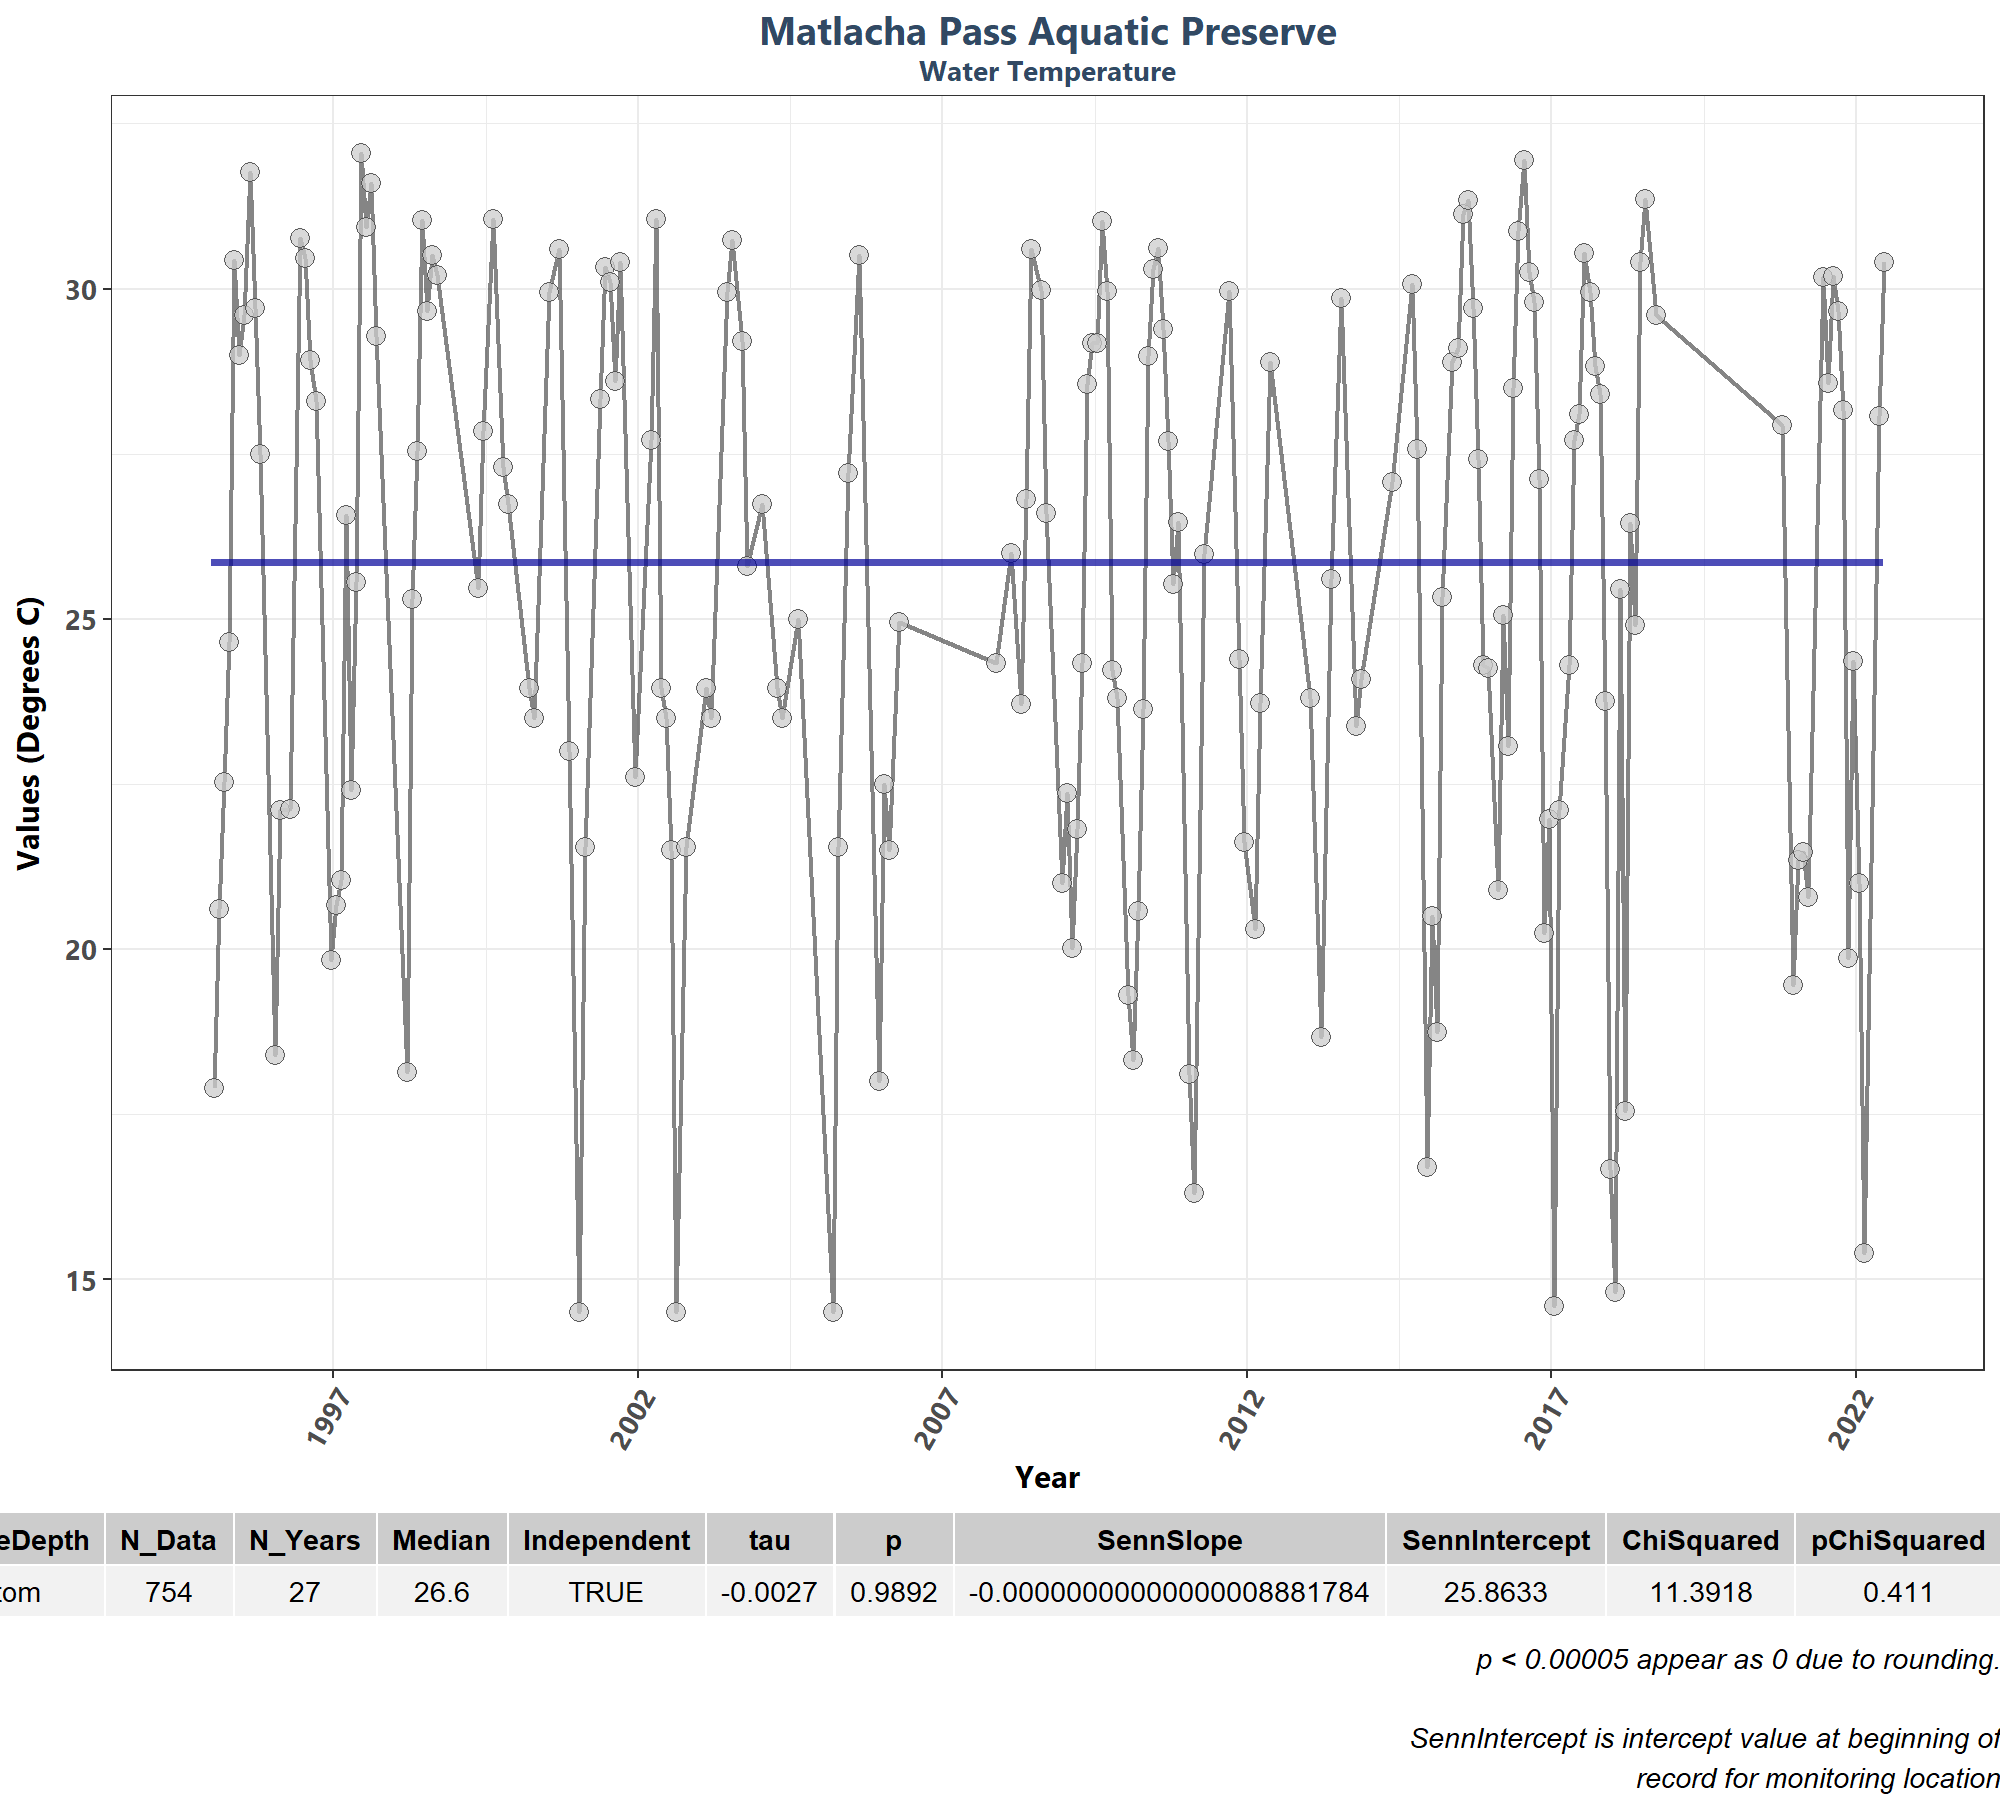 Matlacha Pass Aquatic Preserve
Water Temperature
Values (Degrees C)
30
25
20
15
1997 2002 2007 2012 2017 2022
Year
eDepth N_Data N_Years Median Independent tau p SennSlope SennIntercept ChiSquared pChiSquared
tom 754 27 26.6 TRUE -0.0027 0.9892 -0.0000000000000008881784 25.8633 11.3918 0.411
p < 0.00005 appear as 0 due to rounding.
SennIntercept is intercept value at beginning of
record for monitoring location